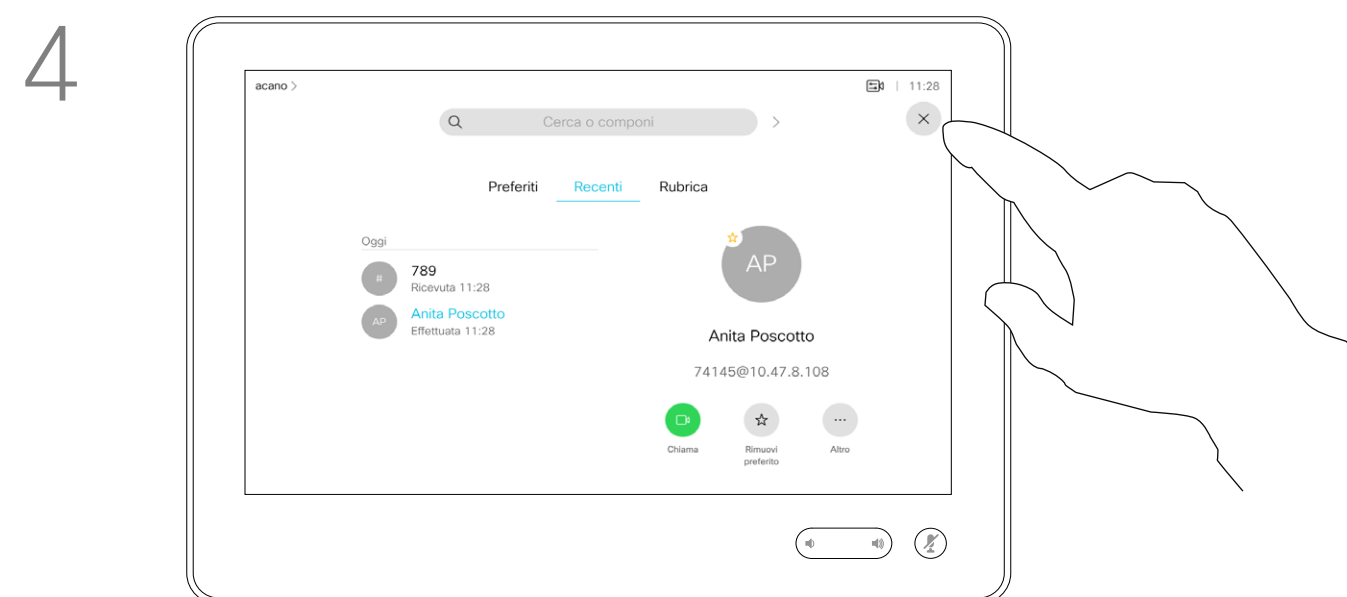 4
acano >
11:28
Cerca o componi
Preferiti Recenti Rubrica
Oggi
#
789
Ricevuta 11:28
AP
Anita Poscotto
Effettuata 11:28
AP
Anita Poscotto
74145@10.47.8.108
Chiama
Rimuovi
preferito
Altro